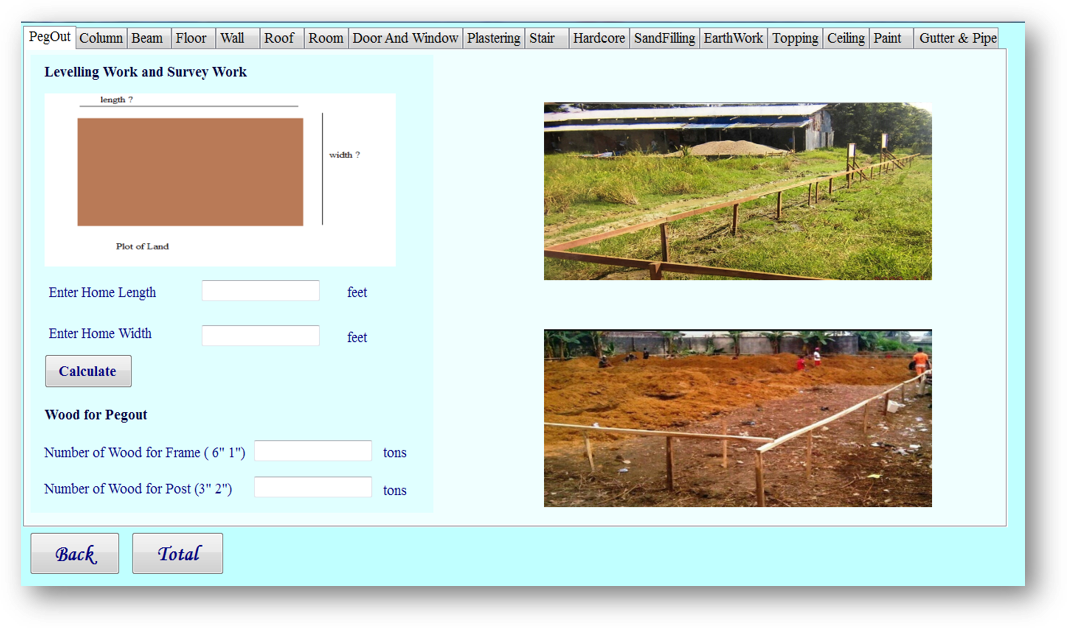 PegOut Column Beam Floor Wall Roof Room Door And Window Plastering Stair Hardcore SandFilling EarthWork Topping Ceiling Paint Gutter & Pipe
Levelling Work and Survey Work
length ?
width ?
Plot of Land
Enter Home Length feet
Enter Home Width feet
Calculate
Wood for Pegout
Number of Wood for Frame ( 6" 1") tons
Number of Wood for Post (3" 2") tons
Back Total